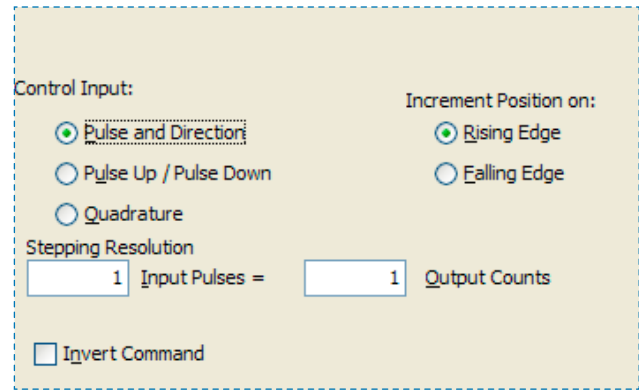 Control Input:
Increment Position on:
Pulse and Direction
Rising Edge
Pulse Up / Pulse Down
Falling Edge
Quadrature
Stepping Resolution
1 Input Pulses = 1 Output Counts
Invert Command